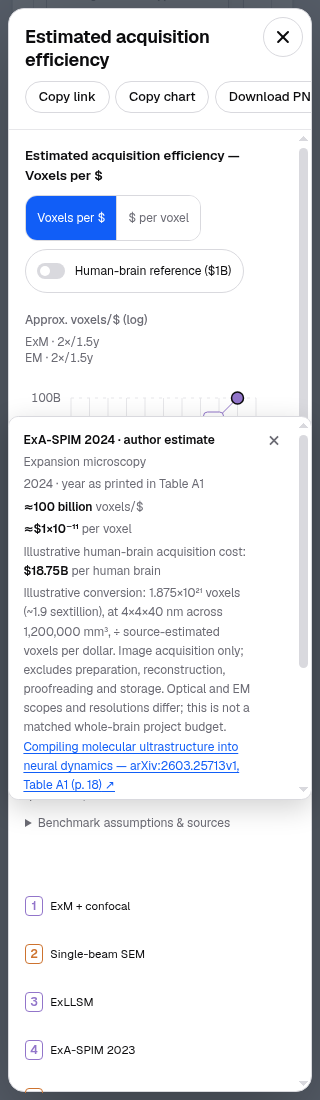 Estimated acquisition
efficiency
Copy link
Copy chart
Download PN
Estimated acquisition efficiency —
Voxels per $
Voxels per $
$ per voxel
Human-brain reference ($1B)
Approx. voxels/$ (log)
ExM · 2×/1.5y
EM · 2×/1.5y
100B
ExA-SPIM 2024 · author estimate
Expansion microscopy
2024 · year as printed in Table A1
≈100 billion voxels/$
≈$1×10⁻¹¹ per voxel
Illustrative human-brain acquisition cost:
$18.75B per human brain
Illustrative conversion: 1.875×10²¹ voxels
(~1.9 sextillion), at 4×4×40 nm across
1,200,000 mm³, ÷ source-estimated
voxels per dollar. Image acquisition only;
excludes preparation, reconstruction,
proofreading and storage. Optical and EM
scopes and resolutions differ; this is not a
matched whole-brain project budget.
Compiling molecular ultrastructure into
neural dynamics — arXiv:2603.25713v1,
Table A1 (p. 18) ↗
▶ Benchmark assumptions & sources
1 ExM + confocal
2 Single-beam SEM
3 ExLLSM
4 ExA-SPIM 2023